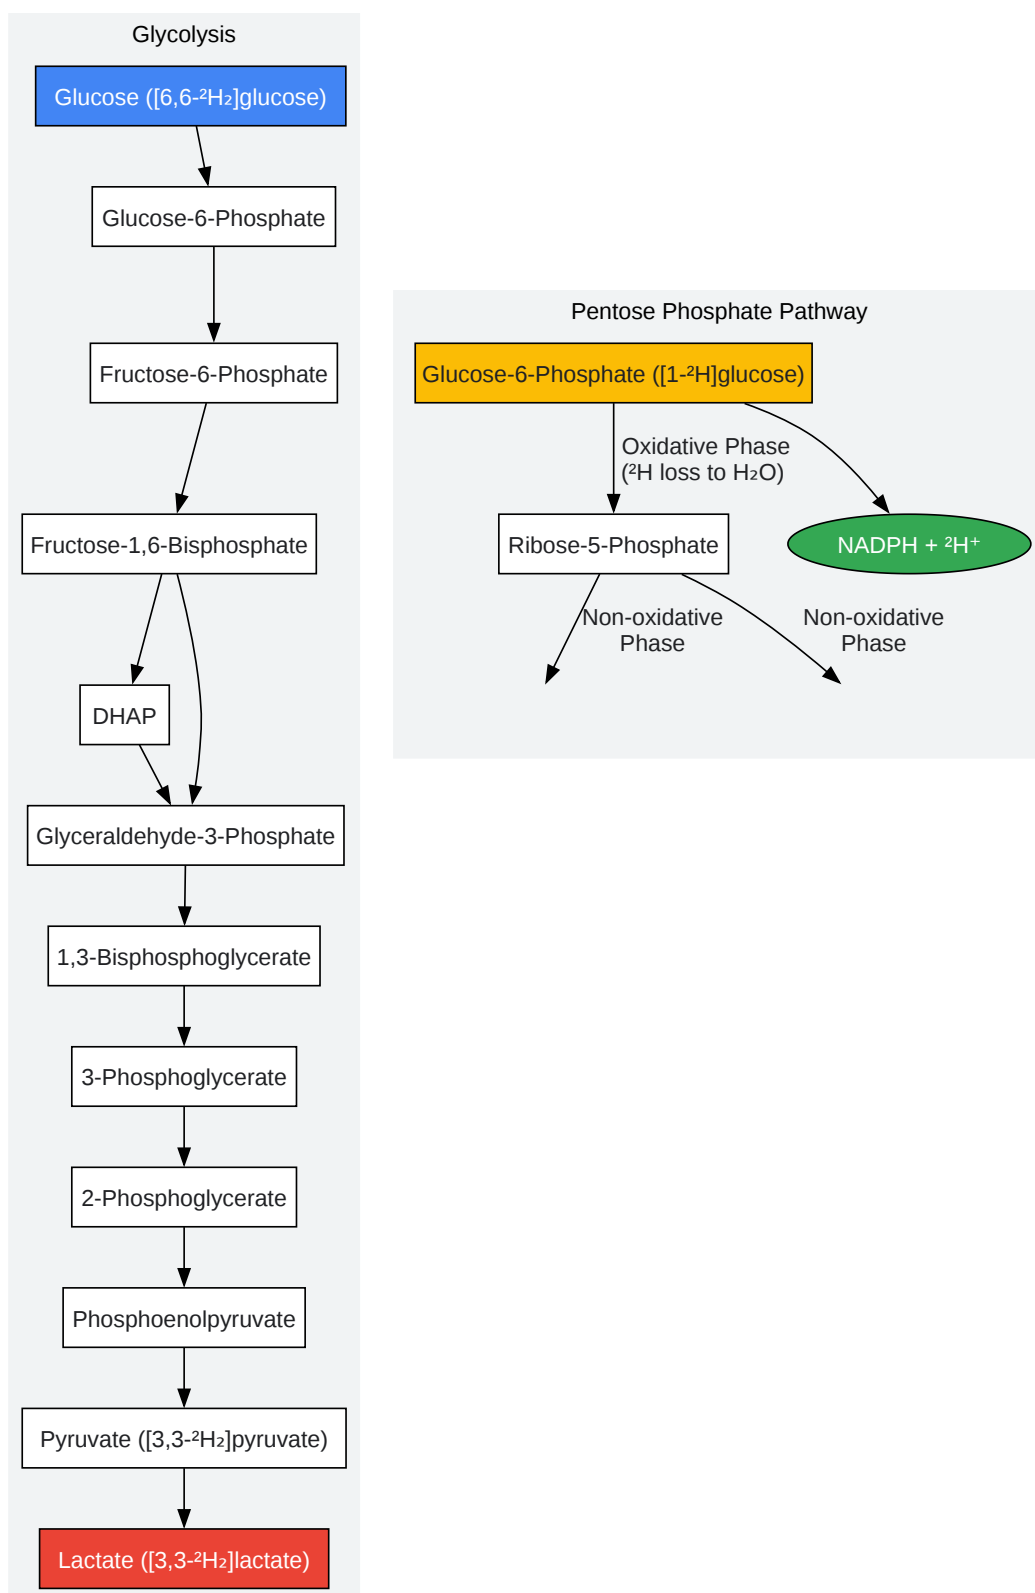 Glycolysis
Glucose ([6,6-²H₂]glucose)
Glucose-6-Phosphate
Fructose-6-Phosphate
Fructose-1,6-Bisphosphate
DHAP
Glyceraldehyde-3-Phosphate
1,3-Bisphosphoglycerate
3-Phosphoglycerate
2-Phosphoglycerate
Phosphoenolpyruvate
Pyruvate ([3,3-²H₂]pyruvate)
Lactate ([3,3-²H₂]lactate)
Pentose Phosphate Pathway
Glucose-6-Phosphate ([1-²H]glucose)
Oxidative Phase
(²H loss to H₂O)
Ribose-5-Phosphate
NADPH + ²H⁺
Non-oxidative
Phase
Non-oxidative
Phase